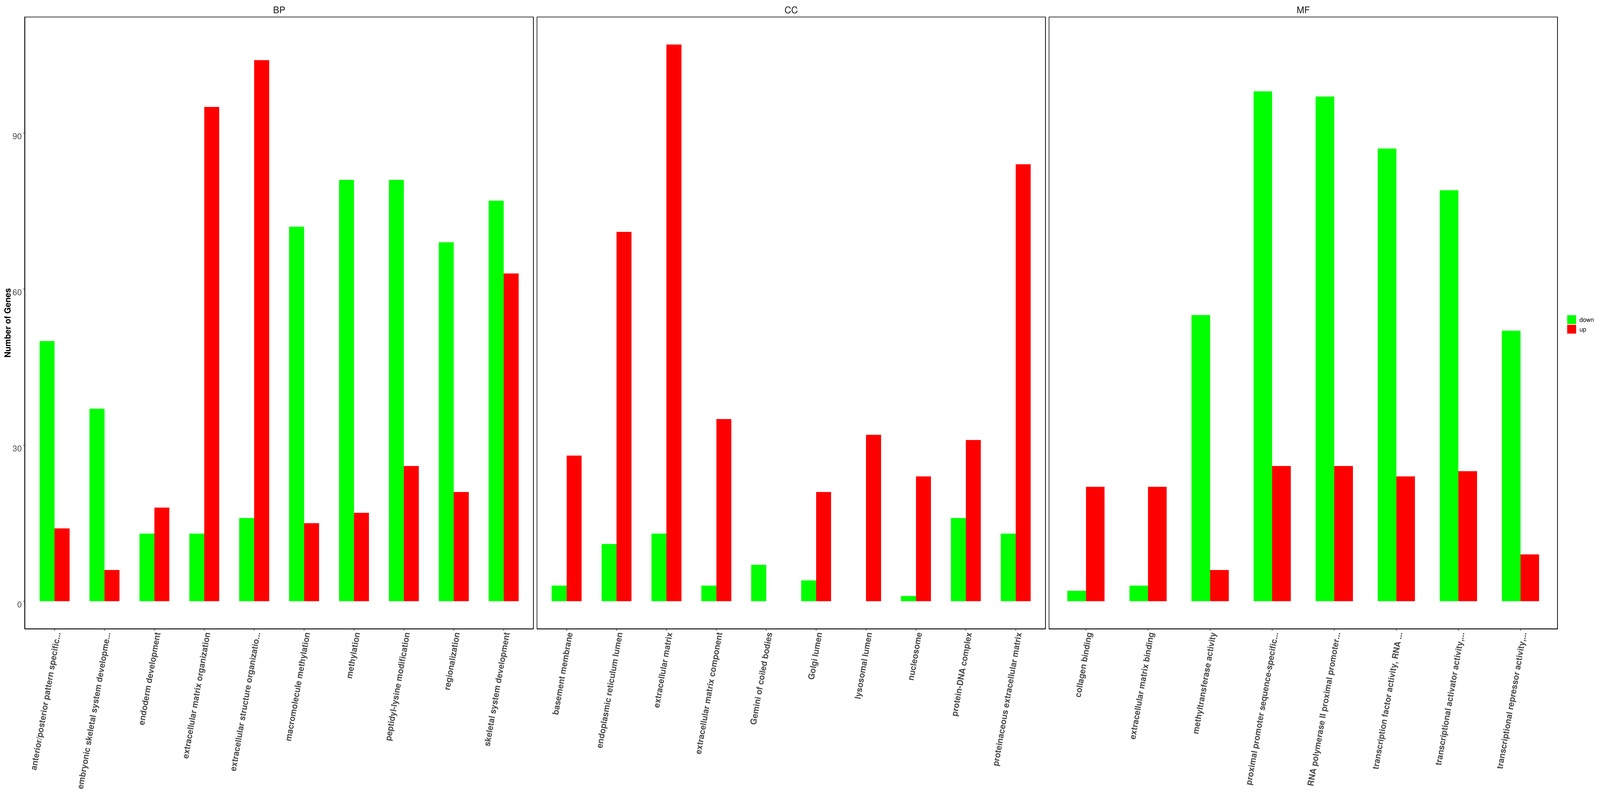 BP
CC
MF
Number of Genes
90
60
30
0
anterior/posterior pattern specific...
embryonic skeletal system developme...
endoderm development
extracellular matrix organization
extracellular structure organizatio...
macromolecule methylation
methylation
peptidyl-lysine modification
regionalization
skeletal system development
basement membrane
endoplasmic reticulum lumen
extracellular matrix
extracellular matrix component
Gemini of coiled bodies
Golgi lumen
lysosomal lumen
nucleosome
protein-DNA complex
proteinaceous extracellular matrix
collagen binding
extracellular matrix binding
methyltransferase activity
proximal promoter sequence-specific...
RNA polymerase II proximal promoter...
transcription factor activity, RNA ...
transcriptional activator activity,...
transcriptional repressor activity,...
down
up